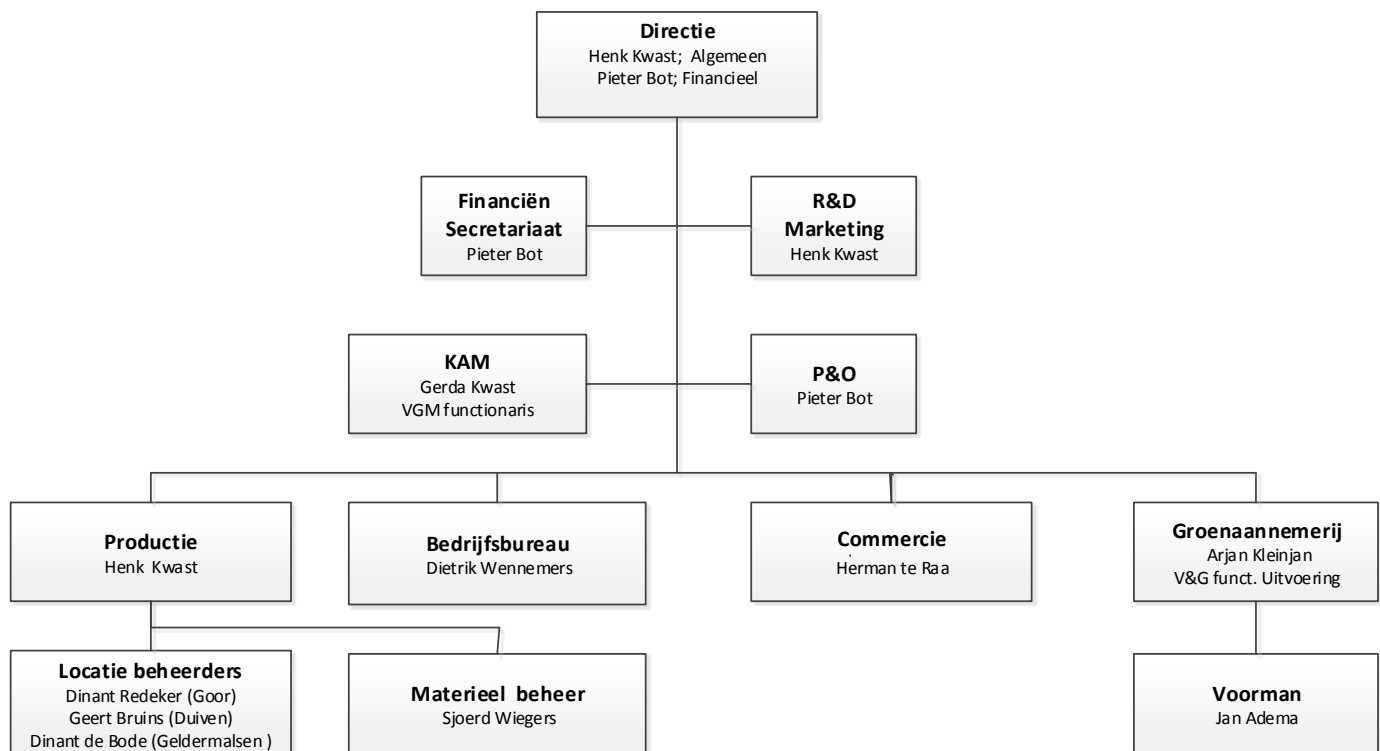 Directie
Henk Kwast; Algemeen
Pieter Bot; Financieel
Financiën
Secretariaat
Pieter Bot
R&D
Marketing
Henk Kwast
KAM
Gerda Kwast
VGM functionaris
P&O
Pieter Bot
Productie
Henk Kwast
Bedrijfsbureau
Dietrik Wennemers
Commercie
Herman te Raa
Groenaannemerij
Arjan Kleinjan
V&G funct. Uitvoering
Locatie beheerders
Dinant Redeker (Goor)
Geert Bruins (Duiven)
Dinant de Bode (Geldermalsen )
Materieel beheer
Sjoerd Wiegers
Voorman
Jan Adema